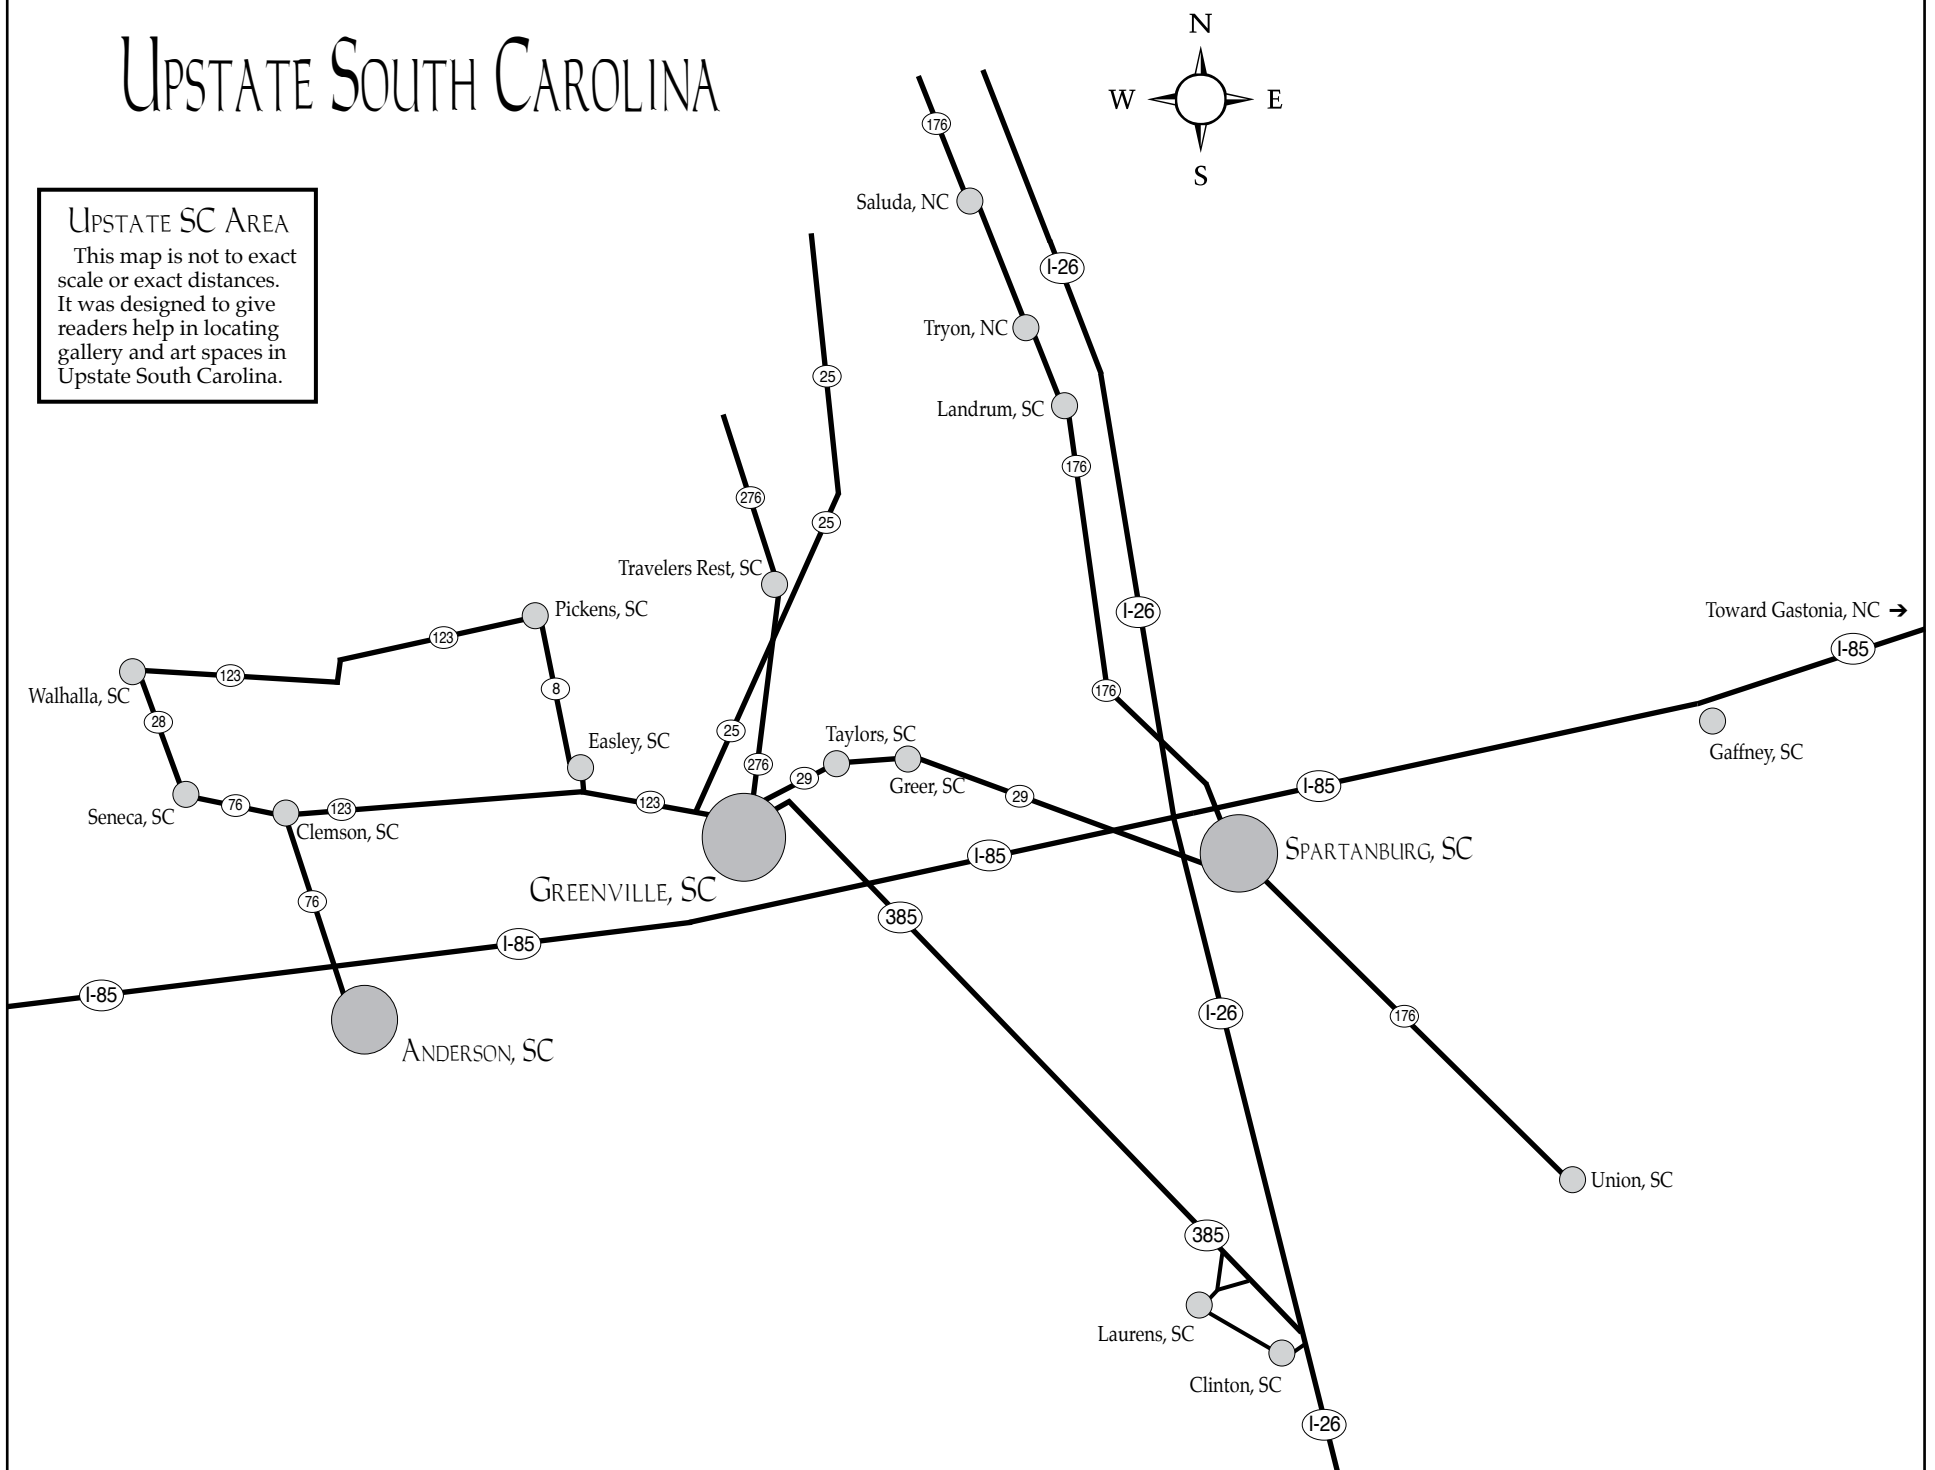 UPSTATE SOUTH CAROLINA
N
W
E
S
176
Saluda, NC
UPSTATE SC AREA
This map is not to exact
scale or exact distances.
It was designed to give
readers help in locating
gallery and art spaces in
Upstate South Carolina.
I-26
Tryon, NC
25
Landrum, SC
176
276
25
Travelers Rest, SC
Pickens, SC
I-26
Toward Gastonia, NC ➔
123
I-85
123
Walhalla, SC
8
176
28
25
Taylors, SC
Easley, SC
Gaffney, SC
276
29
Greer, SC
I-85
29
76
123
123
Seneca, SC
Clemson, SC
SPARTANBURG, SC
I-85
GREENVILLE, SC
76
385
I-85
I-85
I-26
176
ANDERSON, SC
Union, SC
385
Laurens, SC
Clinton, SC
I-26